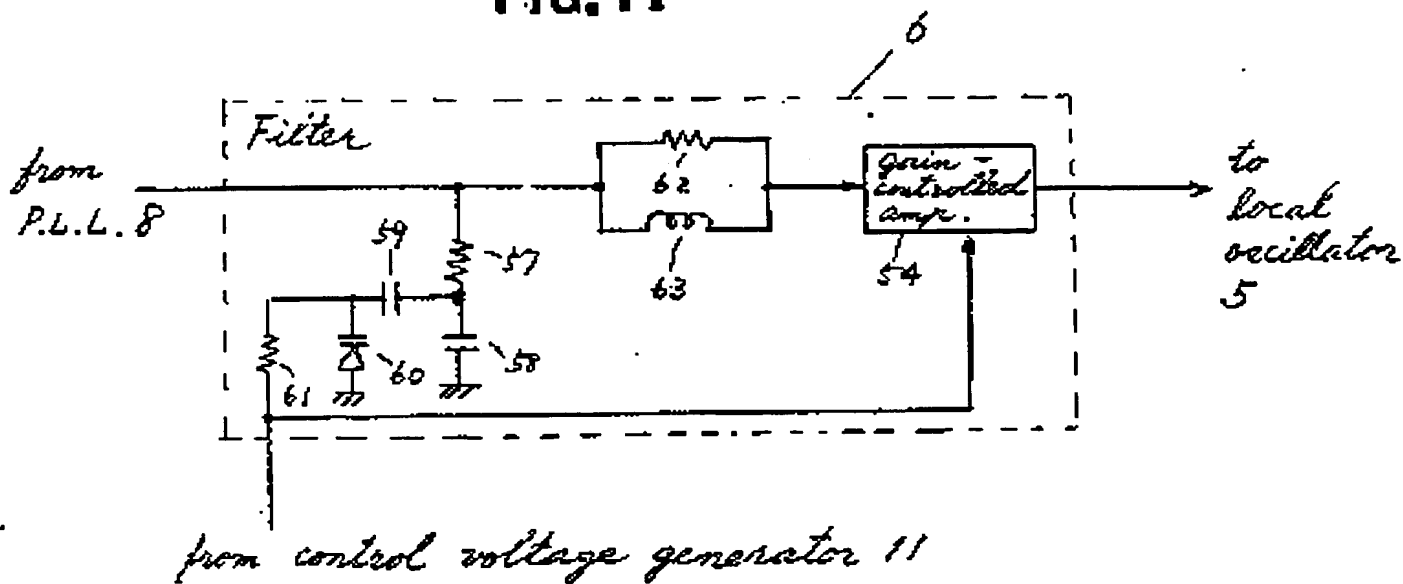 6
Filter
from
P.L.L. 8
59
57
62
63
gain-
controlled
amp.
54
to
local
oscillator
5
61
60
58
from control voltage generator 11